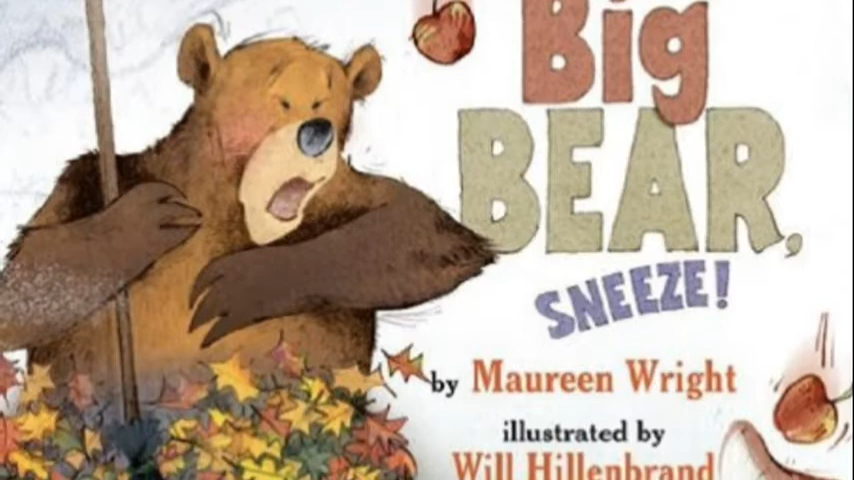 Big
BEAR,
SNEEZE!
by Maureen Wright
illustrated by
Will Hillenbrand